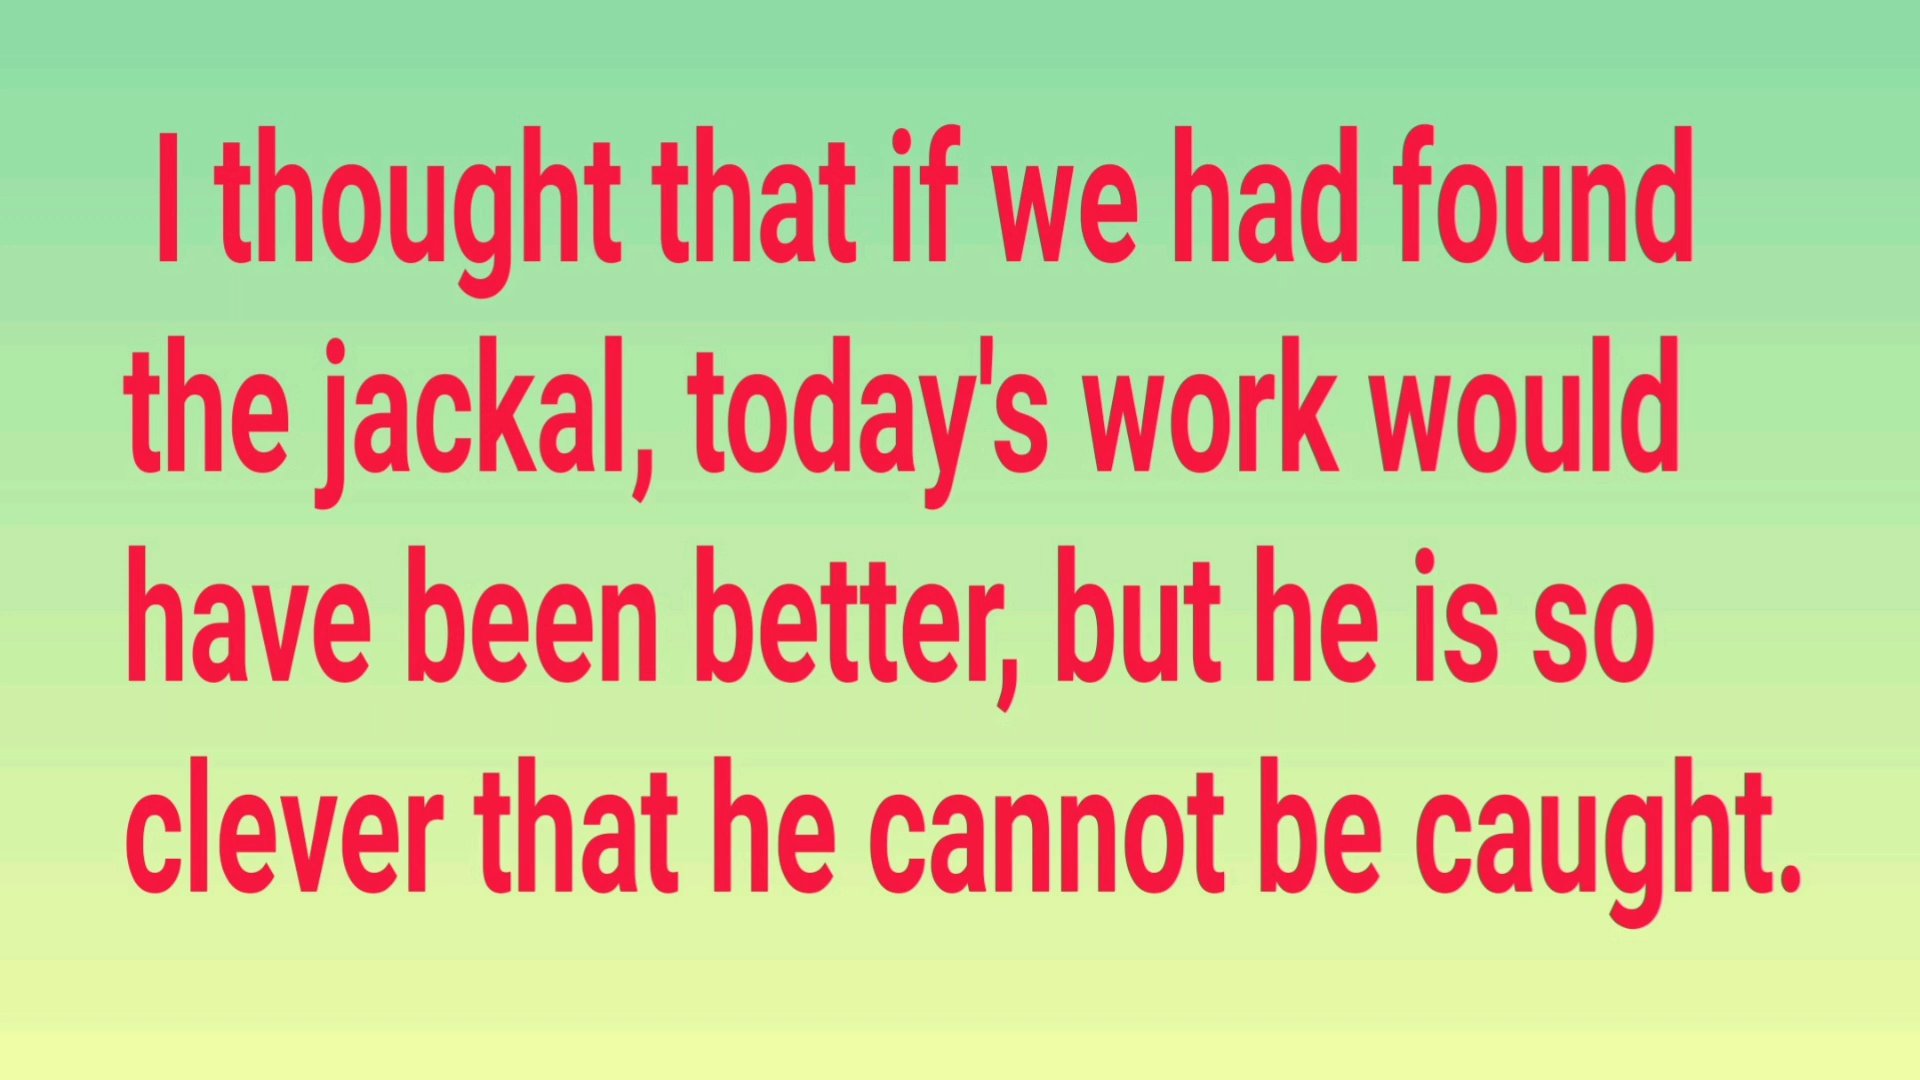 I thought that if we had found
the jackal, today's work would
have been better, but he is so
clever that he cannot be caught.